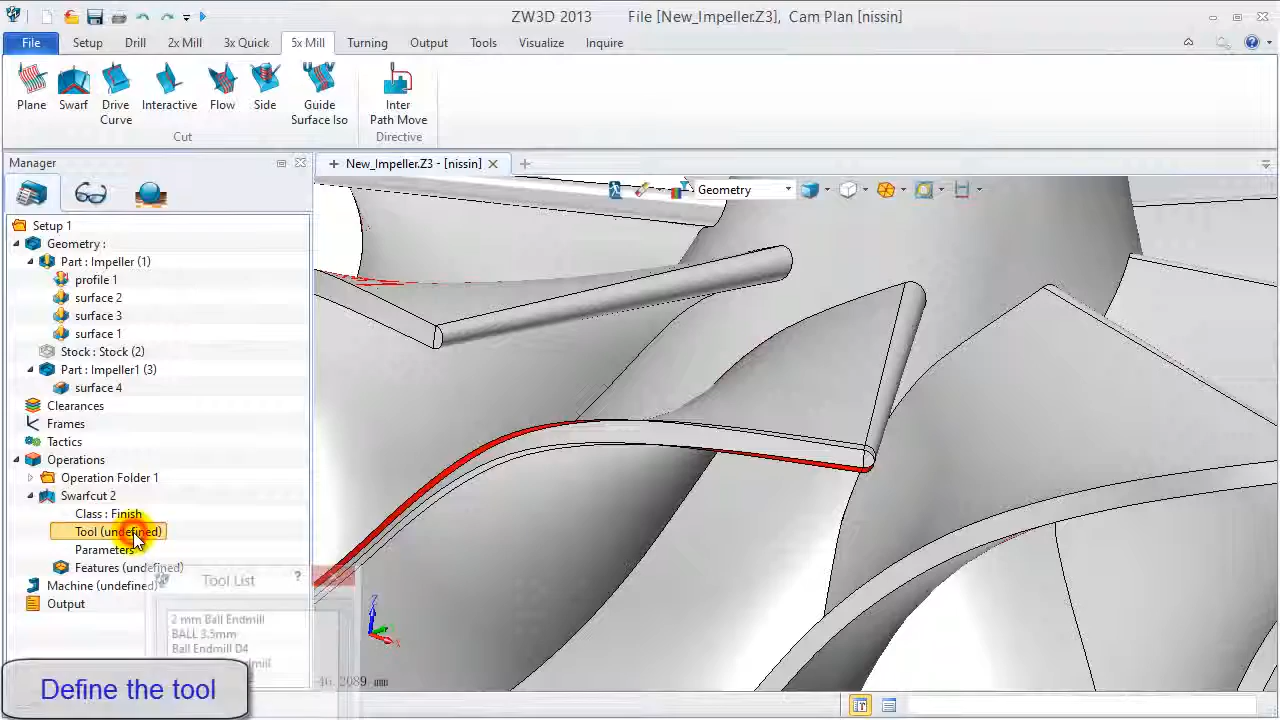 ZW3D 2013 File [New_Impeller.Z3], Cam Plan [nissin]
File Setup Drill 2x Mill 3x Quick 5x Mill Turning Output Tools Visualize Inquire
Plane Swarf Drive Curve Interactive Flow Side Guide Surface Iso Inter Path Move
Cut Directive
Manager
New_Impeller.Z3 - [nissin]
Geometry
Setup 1
Geometry :
Part : Impeller (1)
profile 1
surface 2
surface 3
surface 1
Stock : Stock (2)
Part : Impeller1 (3)
surface 4
Clearances
Frames
Tactics
Operations
Operation Folder 1
Swarfcut 2
Class : Finish
Tool (undefined)
Parameters
Features (undefined)
Machine (undefined)
Output
Tool List
2 mm Ball Endmill
BALL 3.5mm
Ball Endmill D4
Define the tool
Z
X
mm